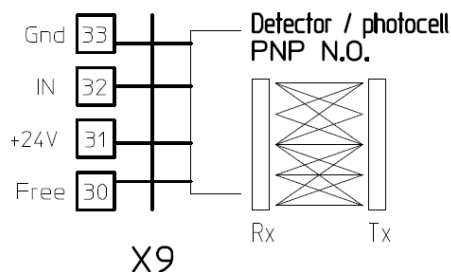 Gnd 33
Detector / photocell
PNP N.O.
IN 32
+24V 31
Free 30
Rx Tx
X9